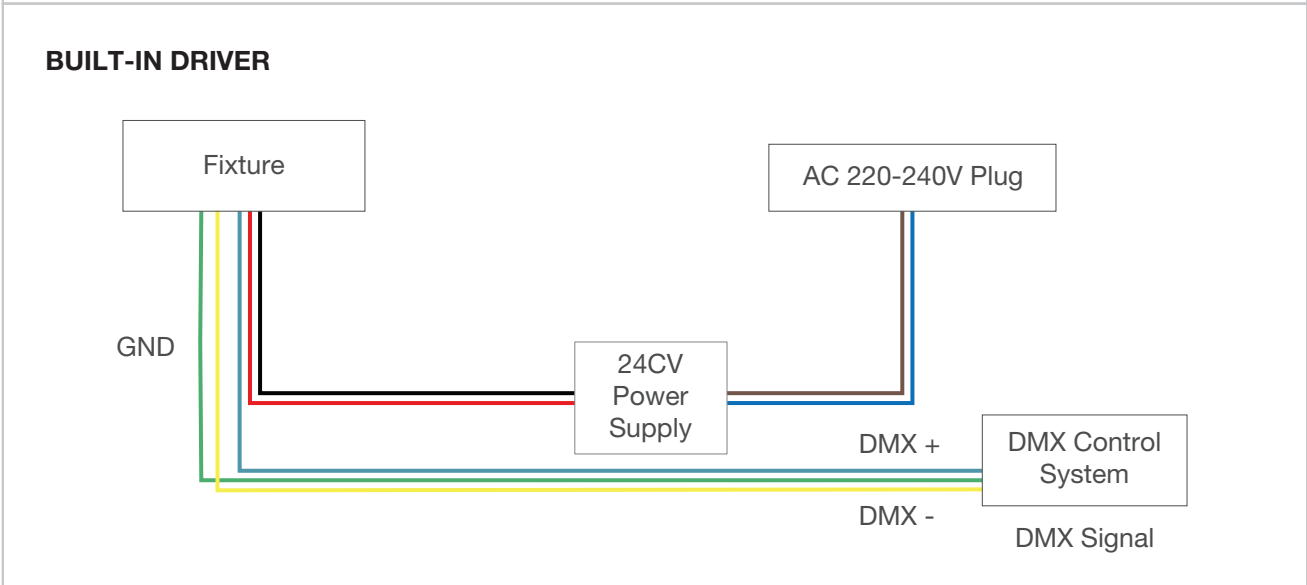 BUILT-IN DRIVER
Fixture
AC 220-240V Plug
GND
24CV
Power
Supply
DMX +
DMX Control
System
DMX -
DMX Signal